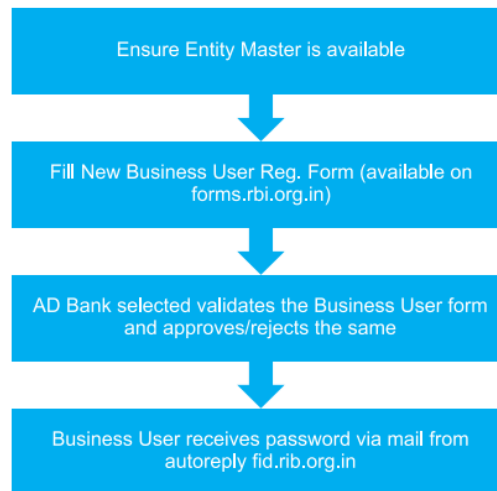 Ensure Entity Master is available
Fill New Business User Reg. Form (available on
forms.rbi.org.in)
AD Bank selected validates the Business User form
and approves/rejects the same
Business User receives password via mail from
autoreply fid.rib.org.in